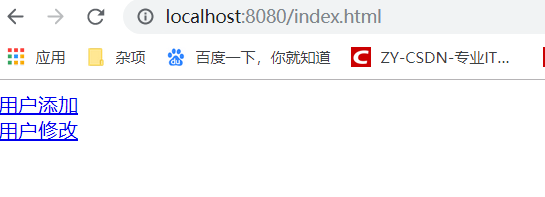 localhost:8080/index.html
应用 杂项 百度一下，你就知道 ZY-CSDN-专业IT...
用户添加
用户修改